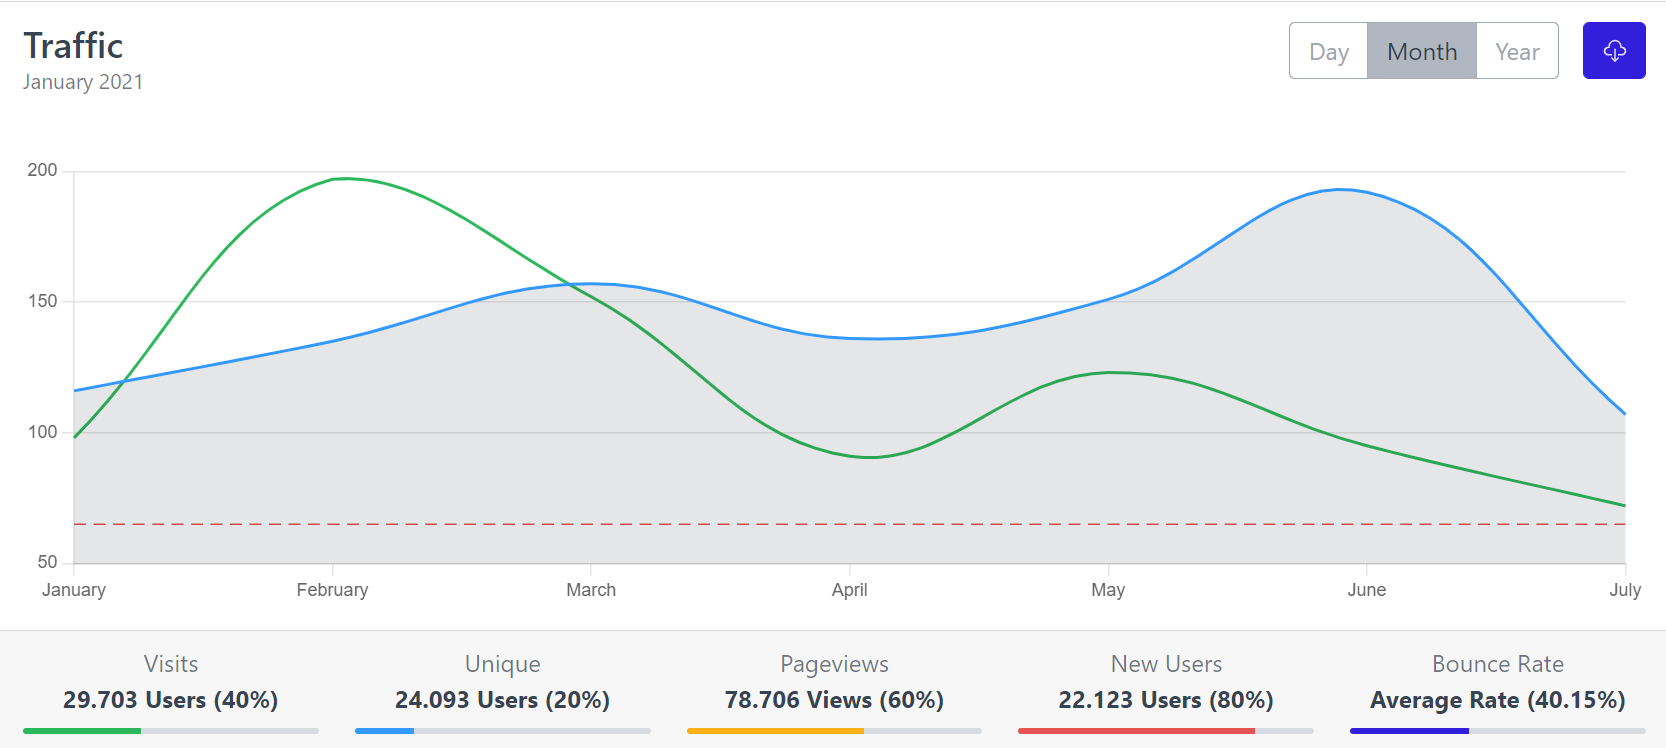 Traffic
January 2021
Day Month Year
200
150
100
50
January February March April May June July
Visits Unique Pageviews New Users Bounce Rate
29.703 Users (40%) 24.093 Users (20%) 78.706 Views (60%) 22.123 Users (80%) Average Rate (40.15%)